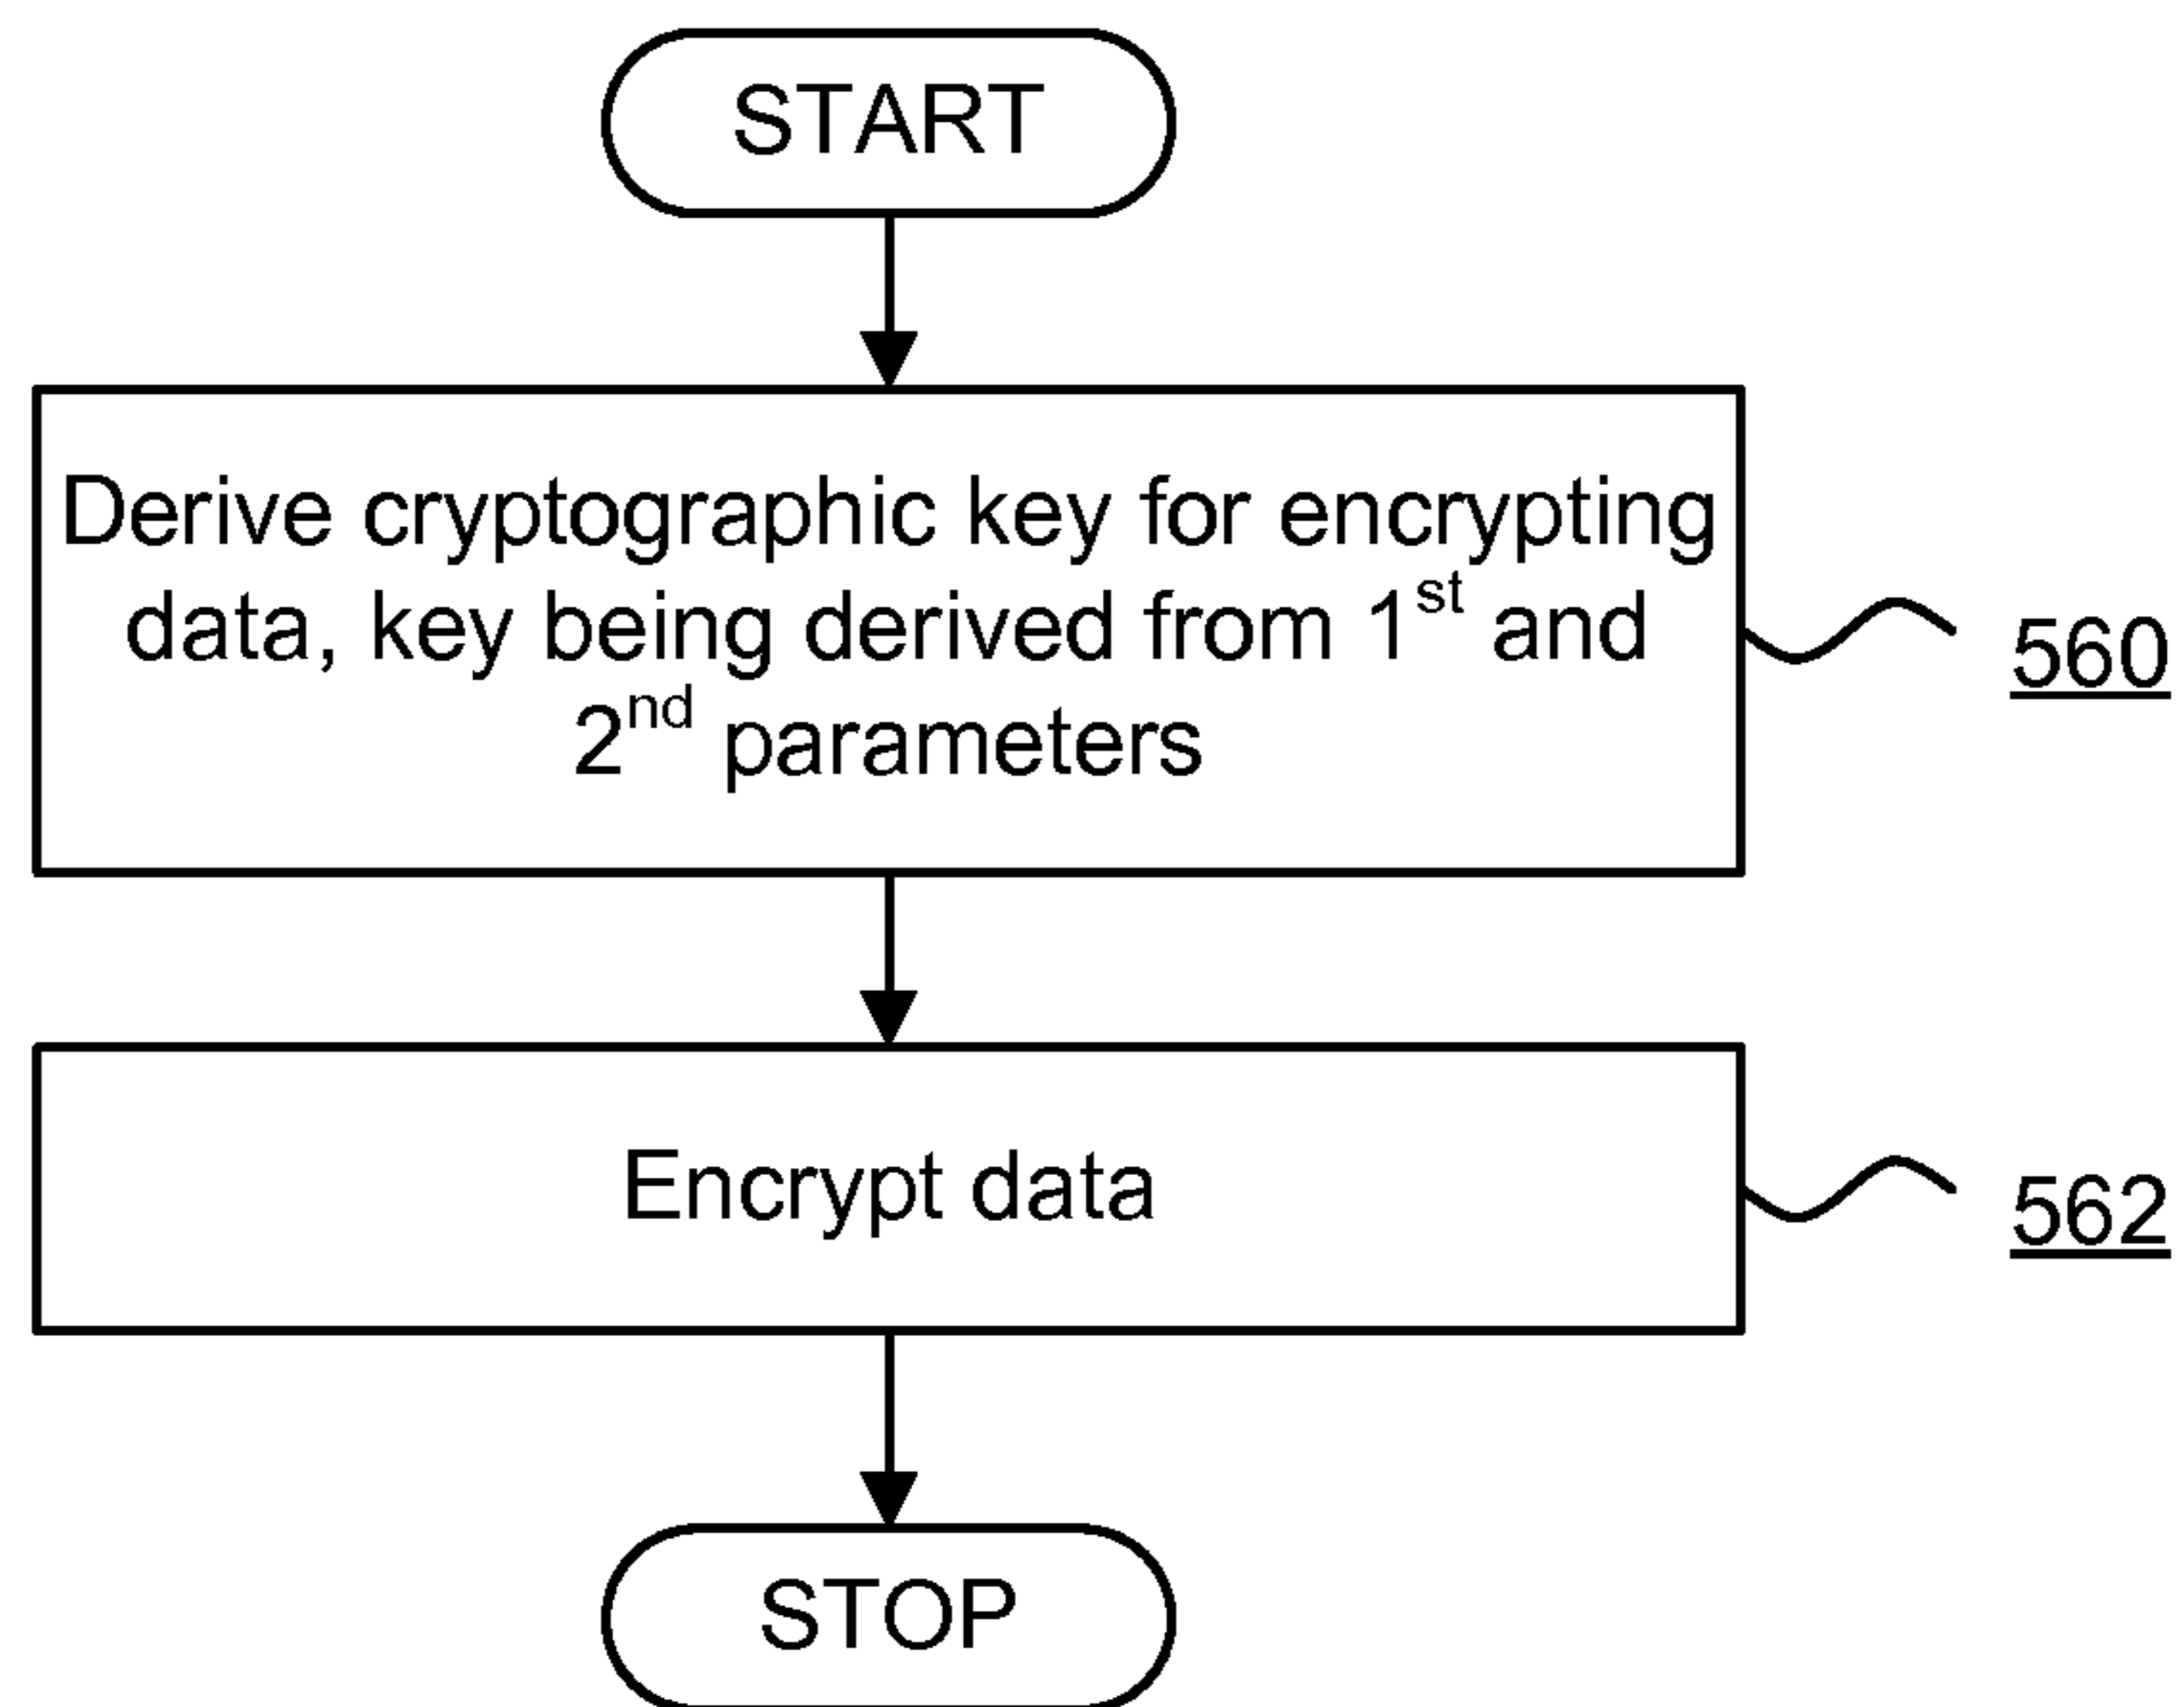 START
Derive cryptographic key for encrypting
data, key being derived from 1st and
2nd parameters
560
Encrypt data
562
STOP